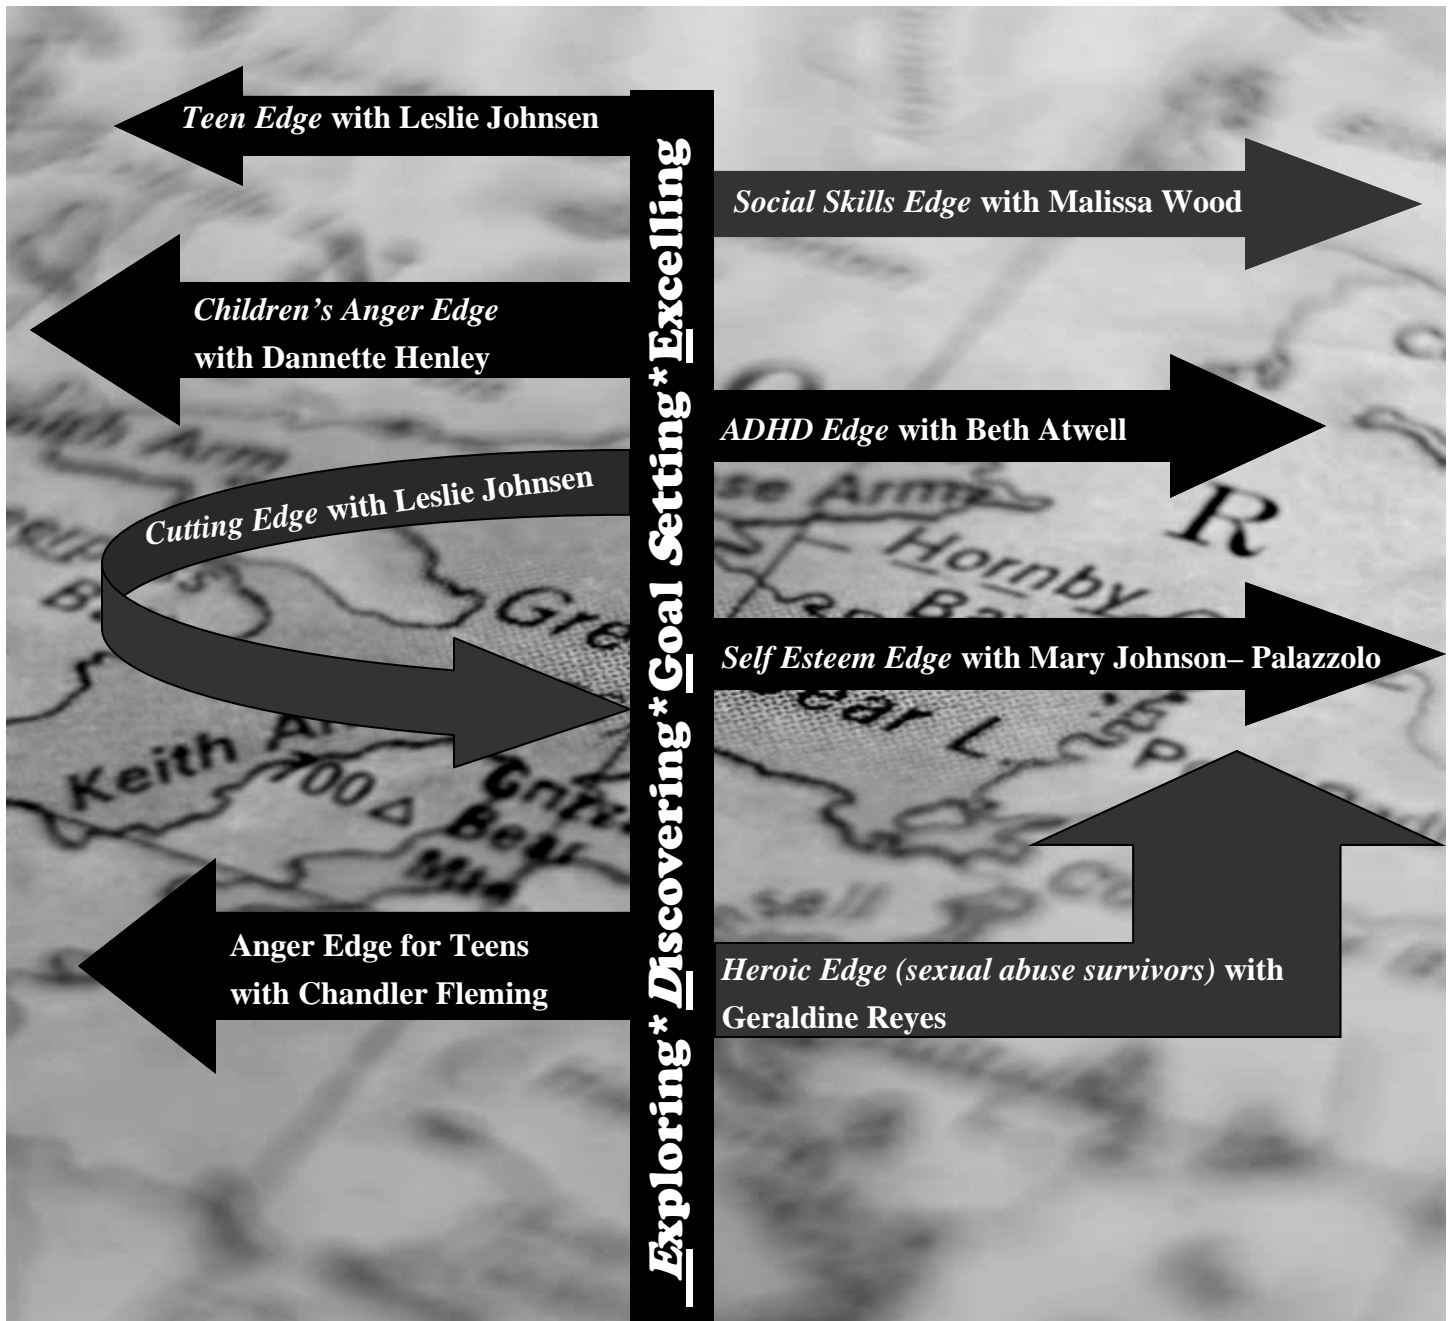 Teen Edge with Leslie Johnsen
Social Skills Edge with Malissa Wood
Children's Anger Edge
with Dannette Henley
ADHD Edge with Beth Atwell
Cutting Edge with Leslie Johnsen
Self Esteem Edge with Mary Johnson– Palazzolo
Anger Edge for Teens
with Chandler Fleming
Heroic Edge (sexual abuse survivors) with
Geraldine Reyes
Exploring* Discovering*Goal Setting*Excelling
Arm
R
Hornby
Gre
ear L
Keith
700
Bear
Mtn